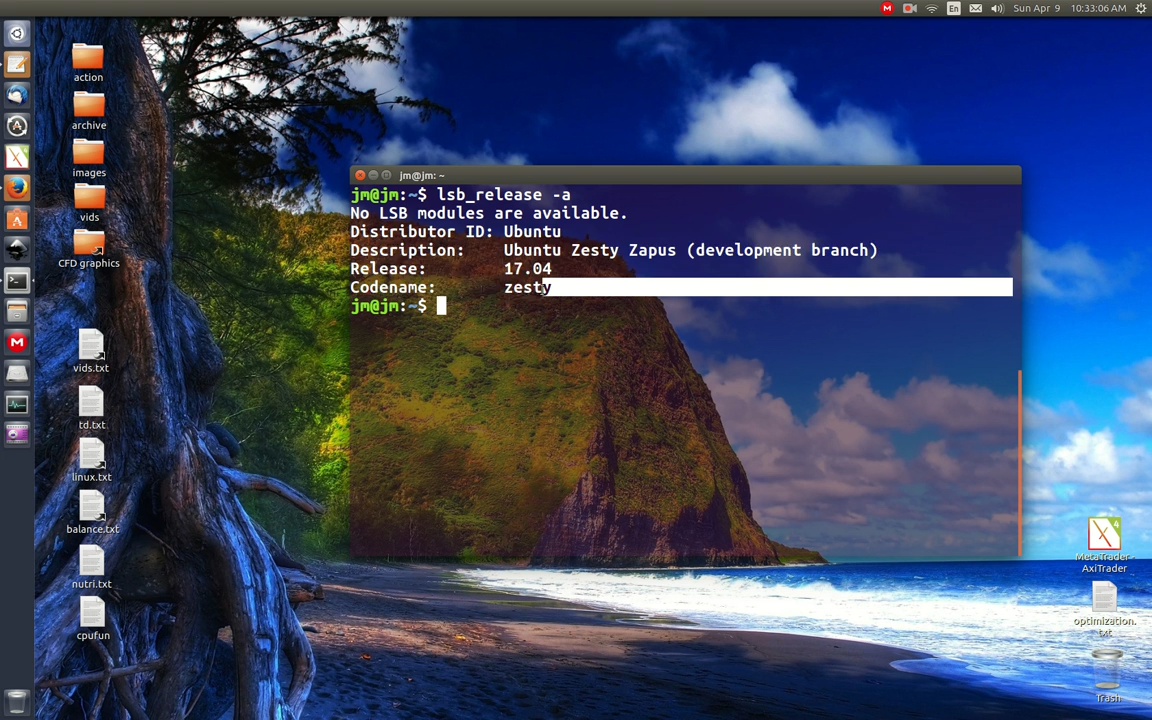 M
En
Sun Apr 9
10:33:06 AM
action
archive
images
vids
CFD graphics
vids.txt
td.txt
linux.txt
balance.txt
nutri.txt
cpufun
jm@jm: ~
jm@jm:~$ lsb_release -a
No LSB modules are available.
Distributor ID: Ubuntu
Description: Ubuntu Zesty Zapus (development branch)
Release: 17.04
Codename: zesty
jm@jm:~$
4
MetaTrader -
AxiTrader
optimization.
txt
Trash